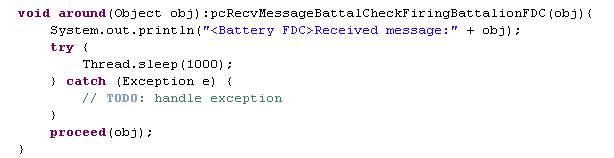 void around(Object obj):pcRecvMessageBattalCheckFiringBattalionFDC(obj){
    System.out.println("<Battery FDC>Received message:" + obj);
    try {
        Thread.sleep(1000);
    } catch (Exception e) {
        // TODO: handle exception
    }
    proceed(obj);
}